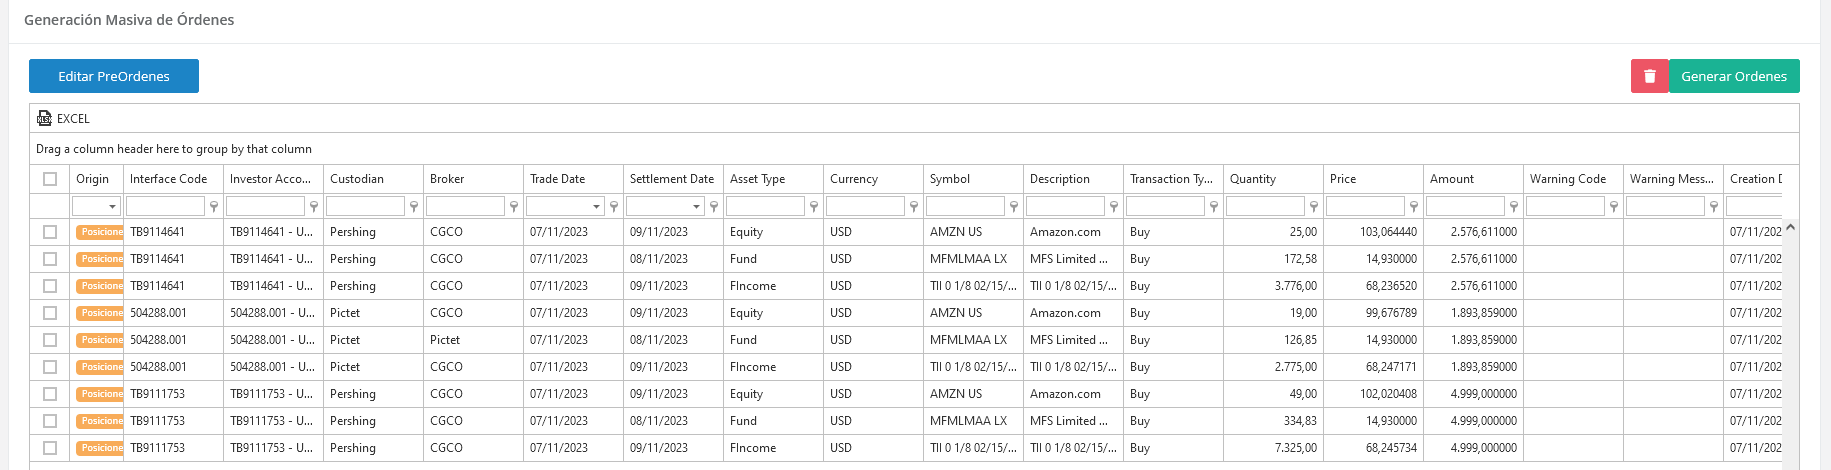 Generación Masiva de Órdenes
Editar PreOrdenes Generar Ordenes
EXCEL
Drag a column header here to group by that column
Origin Interface Code Investor Acco... Custodian Broker Trade Date Settlement Date Asset Type Currency Symbol Description Transaction Ty... Quantity Price Amount Warning Code Warning Mess... Creation D
Posicione TB9114641 TB9114641 - U... Pershing CGCO 07/11/2023 09/11/2023 Equity USD AMZN US Amazon.com Buy 25,00 103,064440 2.576,611000 07/11/202
Posicione TB9114641 TB9114641 - U... Pershing CGCO 07/11/2023 08/11/2023 Fund USD MFMLMAA LX MFS Limited ... Buy 172,58 14,930000 2.576,611000 07/11/202
Posicione TB9114641 TB9114641 - U... Pershing CGCO 07/11/2023 09/11/2023 FIncome USD TII 0 1/8 02/15/... TII 0 1/8 02/15/... Buy 3.776,00 68,236520 2.576,611000 07/11/202
Posicione 504288.001 504288.001 - U... Pictet CGCO 07/11/2023 09/11/2023 Equity USD AMZN US Amazon.com Buy 19,00 99,676789 1.893,859000 07/11/202
Posicione 504288.001 504288.001 - U... Pictet Pictet 07/11/2023 08/11/2023 Fund USD MFMLMAA LX MFS Limited ... Buy 126,85 14,930000 1.893,859000 07/11/202
Posicione 504288.001 504288.001 - U... Pictet CGCO 07/11/2023 09/11/2023 FIncome USD TII 0 1/8 02/15/... TII 0 1/8 02/15/... Buy 2.775,00 68,247171 1.893,859000 07/11/202
Posicione TB9111753 TB9111753 - U... Pershing CGCO 07/11/2023 09/11/2023 Equity USD AMZN US Amazon.com Buy 49,00 102,020408 4.999,000000 07/11/202
Posicione TB9111753 TB9111753 - U... Pershing CGCO 07/11/2023 08/11/2023 Fund USD MFMLMAA LX MFS Limited ... Buy 334,83 14,930000 4.999,000000 07/11/202
Posicione TB9111753 TB9111753 - U... Pershing CGCO 07/11/2023 09/11/2023 FIncome USD TII 0 1/8 02/15/... TII 0 1/8 02/15/... Buy 7.325,00 68,245734 4.999,000000 07/11/202